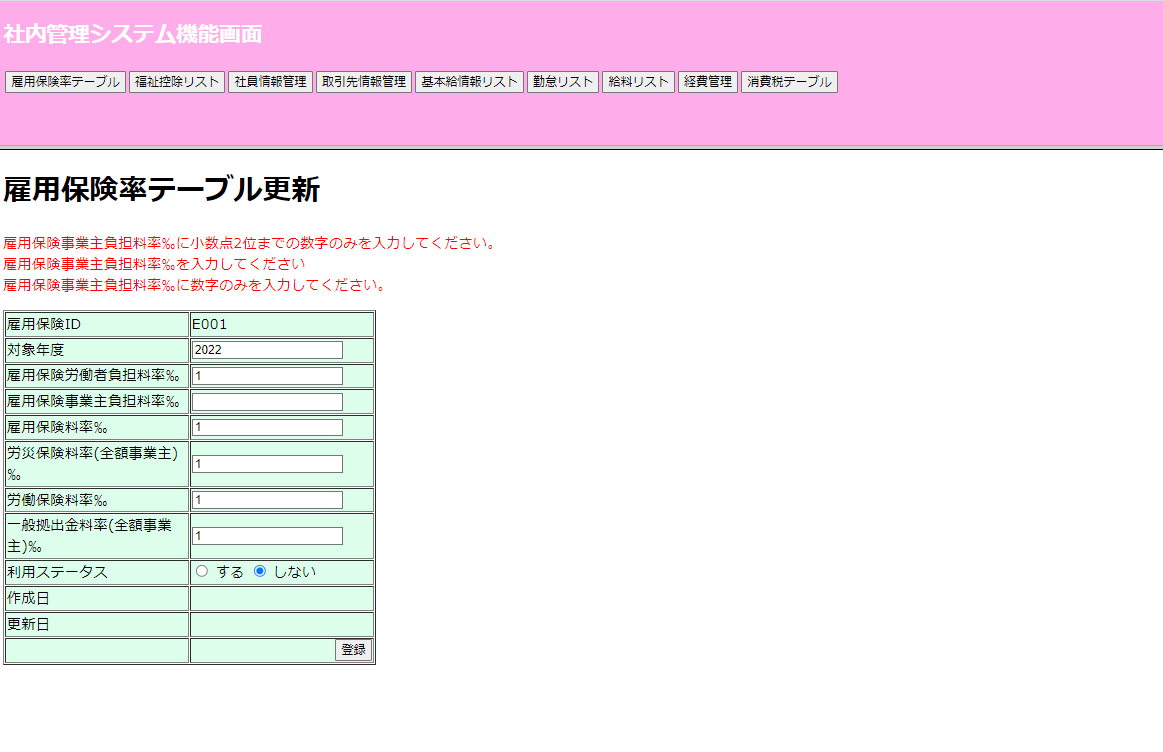 社内管理システム機能画面
雇用保険率テーブル 福祉控除リスト 社員情報管理 取引先情報管理 基本給情報リスト 勤怠リスト 給料リスト 経費管理 消費税テーブル
雇用保険率テーブル更新
雇用保険事業主負担料率‰に小数点2位までの数字のみを入力してください。
雇用保険事業主負担料率‰を入力してください
雇用保険事業主負担料率‰に数字のみを入力してください。
雇用保険ID E001
対象年度 2022
雇用保険労働者負担料率‰ 1
雇用保険事業主負担料率‰
雇用保険料率‰ 1
労災保険料率(全額事業主)
‰ 1
労働保険料率‰ 1
一般拠出金料率(全額事業
主)‰ 1
利用ステータス する しない
作成日
更新日
登録